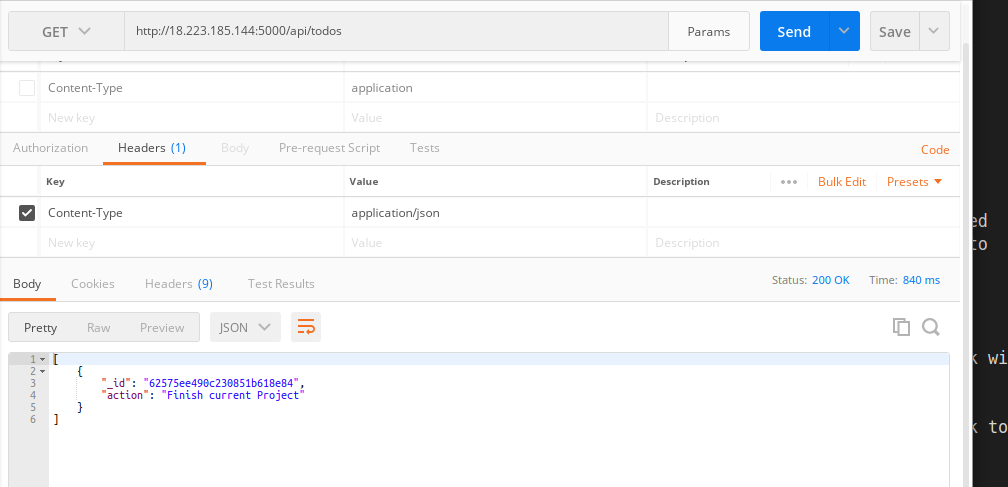 GET http://18.223.185.144:5000/api/todos Params Send Save
Content-Type application
New key Value Description
Authorization Headers (1) Body Pre-request Script Tests Code
Key Value Description ••• Bulk Edit Presets
Content-Type application/json
ed
New key Value Description
to
Body Cookies Headers (9) Test Results Status: 200 OK Time: 840 ms
Pretty Raw Preview JSON
1 [
k wi
2 {
3 "_id": "62575ee490c230851b618e84",
4 "action": "Finish current Project"
5 }
6 ]
k to